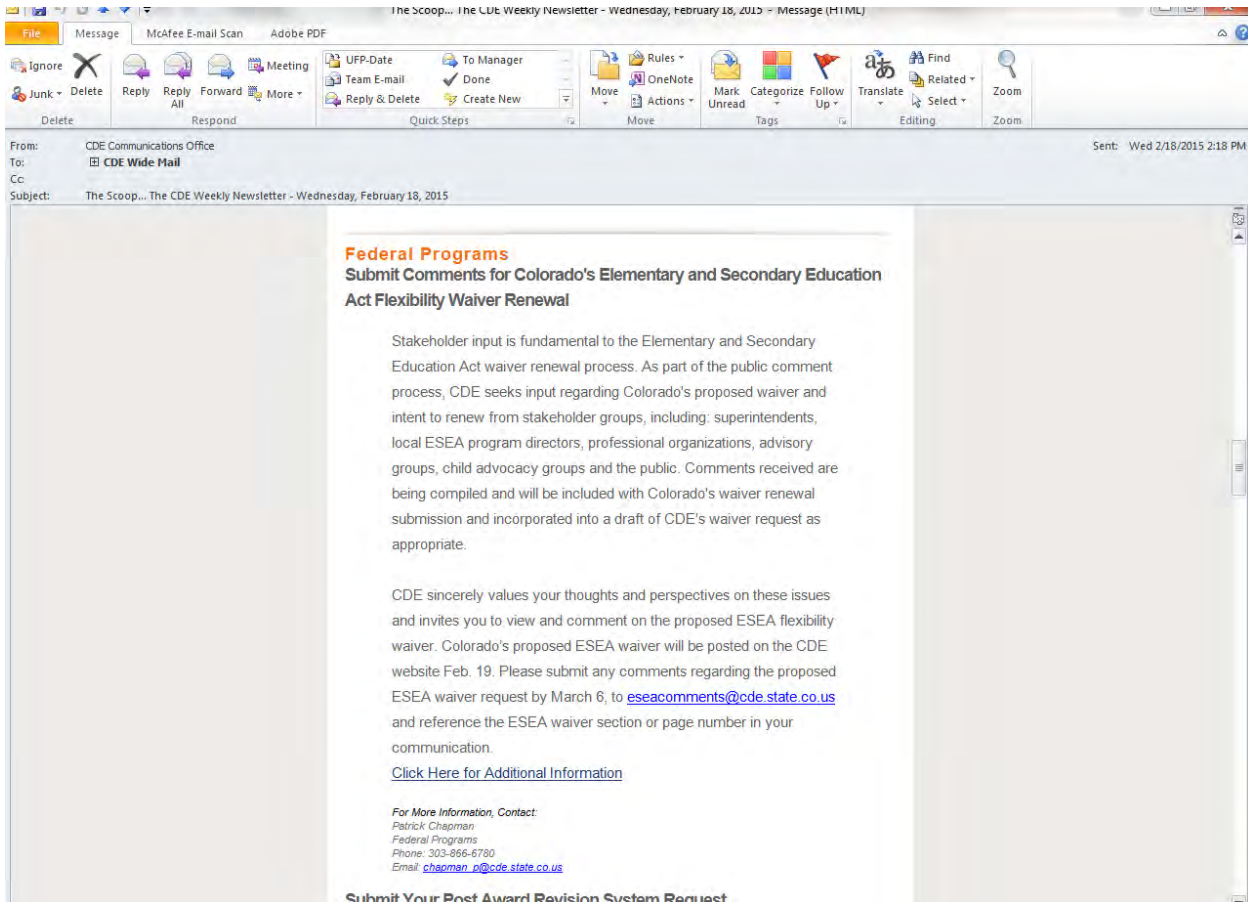 The Scoop... The CDE Weekly Newsletter - Wednesday, February 18, 2015 - Message (HTML)
File Message McAfee E-mail Scan Adobe PDF
Ignore Delete Reply Reply All Forward Meeting UFP-Date To Manager Move Rules Mark Unread Categorize Follow Up Translate Find Zoom
Junk More Team E-mail Done OneNote Related
Reply & Delete Create New Actions Select
Delete Respond Quick Steps Move Tags Editing Zoom
From: CDE Communications Office Sent: Wed 2/18/2015 2:18 PM
To: CDE Wide Mail
Cc:
Subject: The Scoop... The CDE Weekly Newsletter - Wednesday, February 18, 2015
Federal Programs
Submit Comments for Colorado's Elementary and Secondary Education
Act Flexibility Waiver Renewal
Stakeholder input is fundamental to the Elementary and Secondary
Education Act waiver renewal process. As part of the public comment
process, CDE seeks input regarding Colorado's proposed waiver and
intent to renew from stakeholder groups, including: superintendents,
local ESEA program directors, professional organizations, advisory
groups, child advocacy groups and the public. Comments received are
being compiled and will be included with Colorado's waiver renewal
submission and incorporated into a draft of CDE's waiver request as
appropriate.
CDE sincerely values your thoughts and perspectives on these issues
and invites you to view and comment on the proposed ESEA flexibility
waiver. Colorado's proposed ESEA waiver will be posted on the CDE
website Feb. 19. Please submit any comments regarding the proposed
ESEA waiver request by March 6, to eseacomments@cde.state.co.us
and reference the ESEA waiver section or page number in your
communication.
Click Here for Additional Information
For More Information, Contact:
Patrick Chapman
Federal Programs
Phone: 303-866-6780
Email: chapman_p@cde.state.co.us
Submit Your Post Award Revision System Request